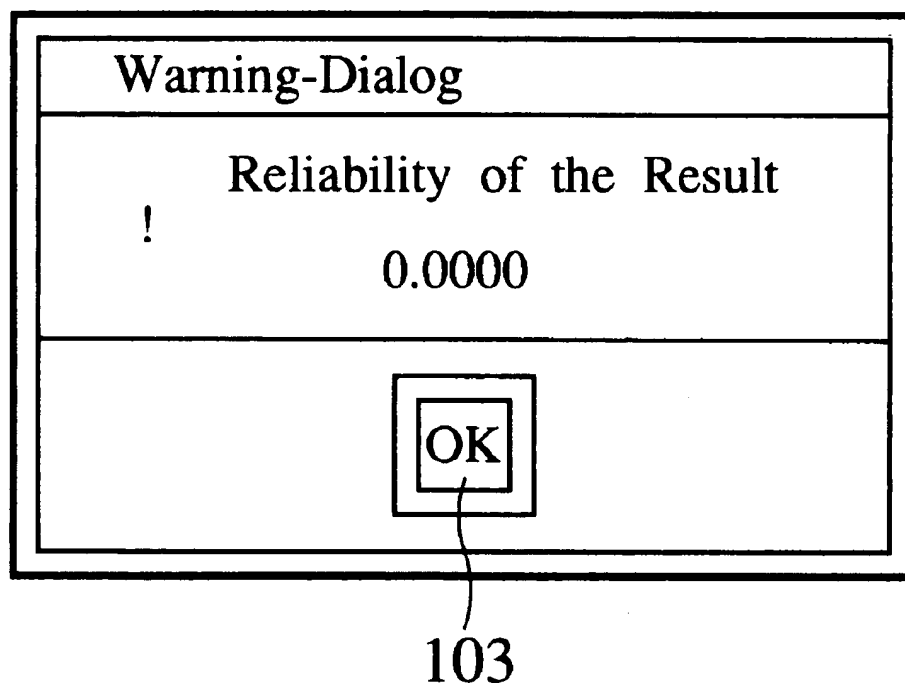 Warning-Dialog
Reliability of the Result
!
0.0000
OK
103